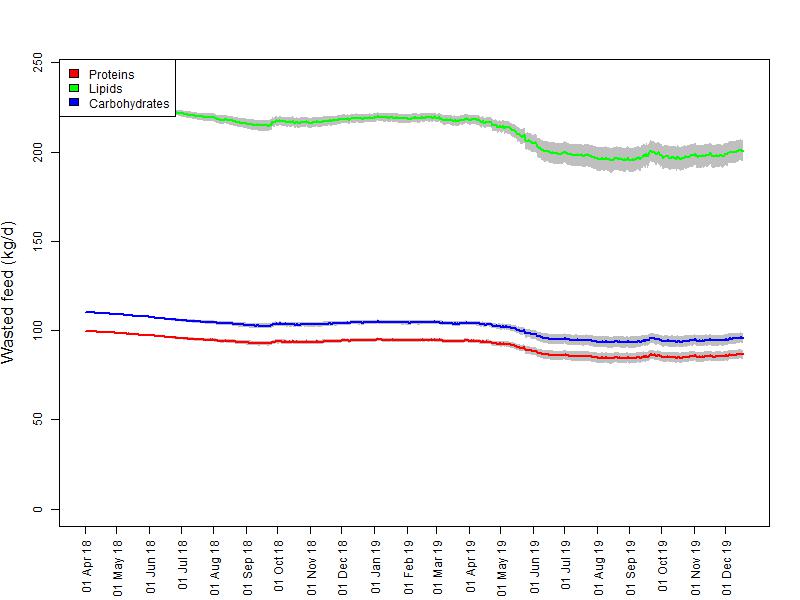 Proteins
Lipids
Carbohydrates
Wasted feed (kg/d)
250
200
150
100
50
0
01 Apr 18
01 May 18
01 Jun 18
01 Jul 18
01 Aug 18
01 Sep 18
01 Oct 18
01 Nov 18
01 Dec 18
01 Jan 19
01 Feb 19
01 Mar 19
01 Apr 19
01 May 19
01 Jun 19
01 Jul 19
01 Aug 19
01 Sep 19
01 Oct 19
01 Nov 19
01 Dec 19